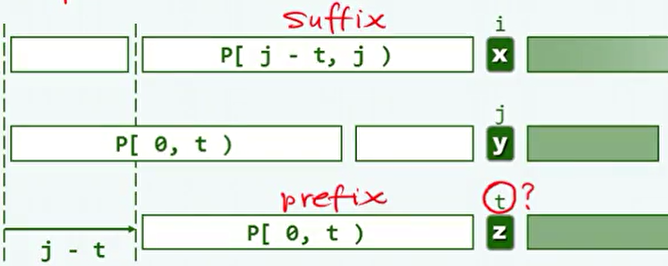 suffix i
P[ j - t, j ) x
j
P[ 0, t ) y
prefix t ?
P[ 0, t ) z
j - t